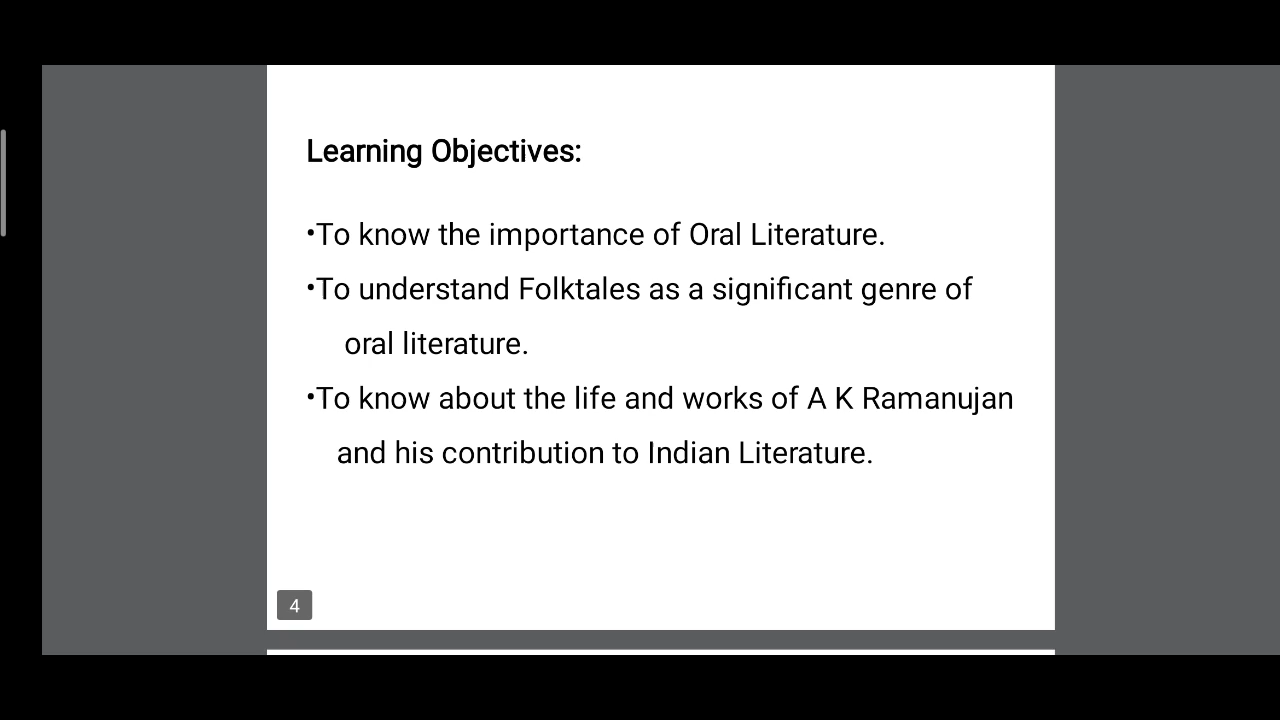 Learning Objectives:
•To know the importance of Oral Literature.
•To understand Folktales as a significant genre of
oral literature.
•To know about the life and works of A K Ramanujan
and his contribution to Indian Literature.
4